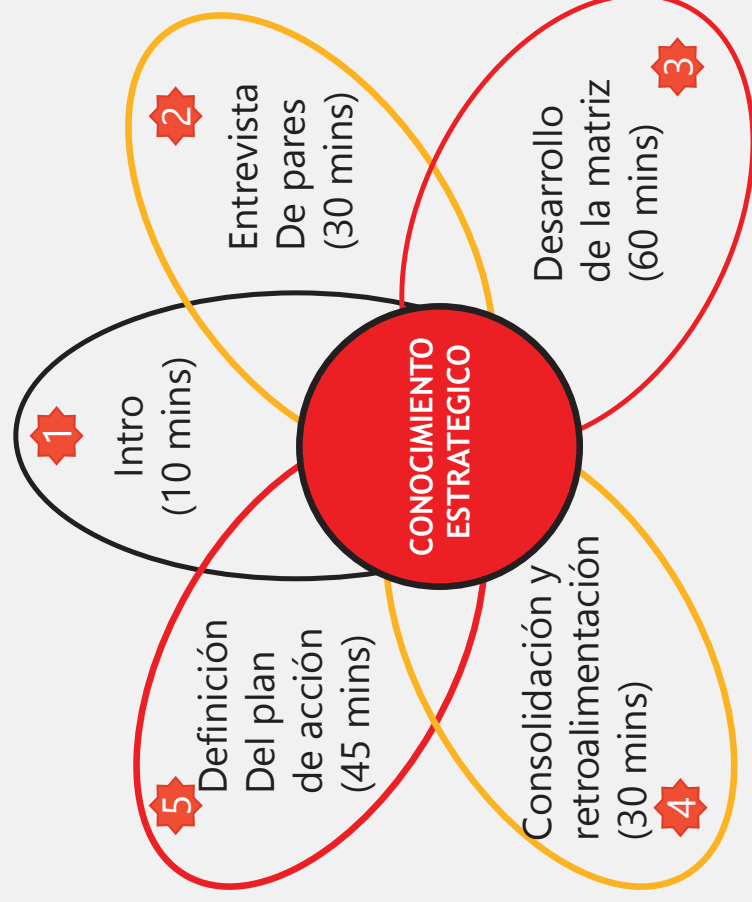 1
Intro
(10 mins)
2
Entrevista
De pares
(30 mins)
3
Desarrollo
de la matriz
(60 mins)
4
Consolidación y
retroalimentación
(30 mins)
5
Definición
Del plan
de acción
(45 mins)
CONOCIMIENTO
ESTRATEGICO